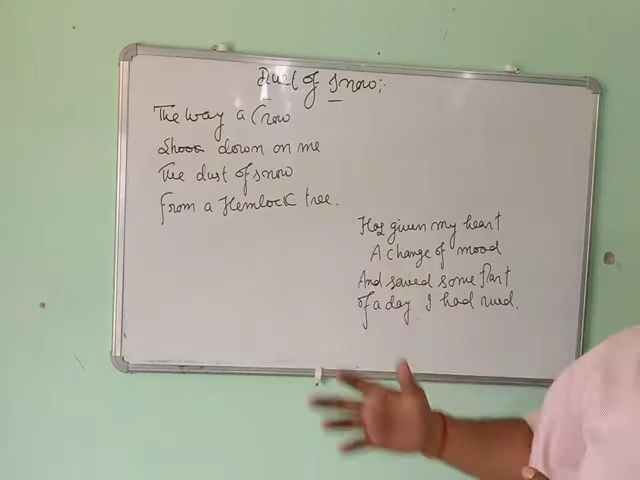 Dust of Snow:-
The way a Crow
Shook down on me
The dust of snow
From a Hemlock tree.
Has given my heart
A change of mood
And saved some Part
Of a day I had rued.